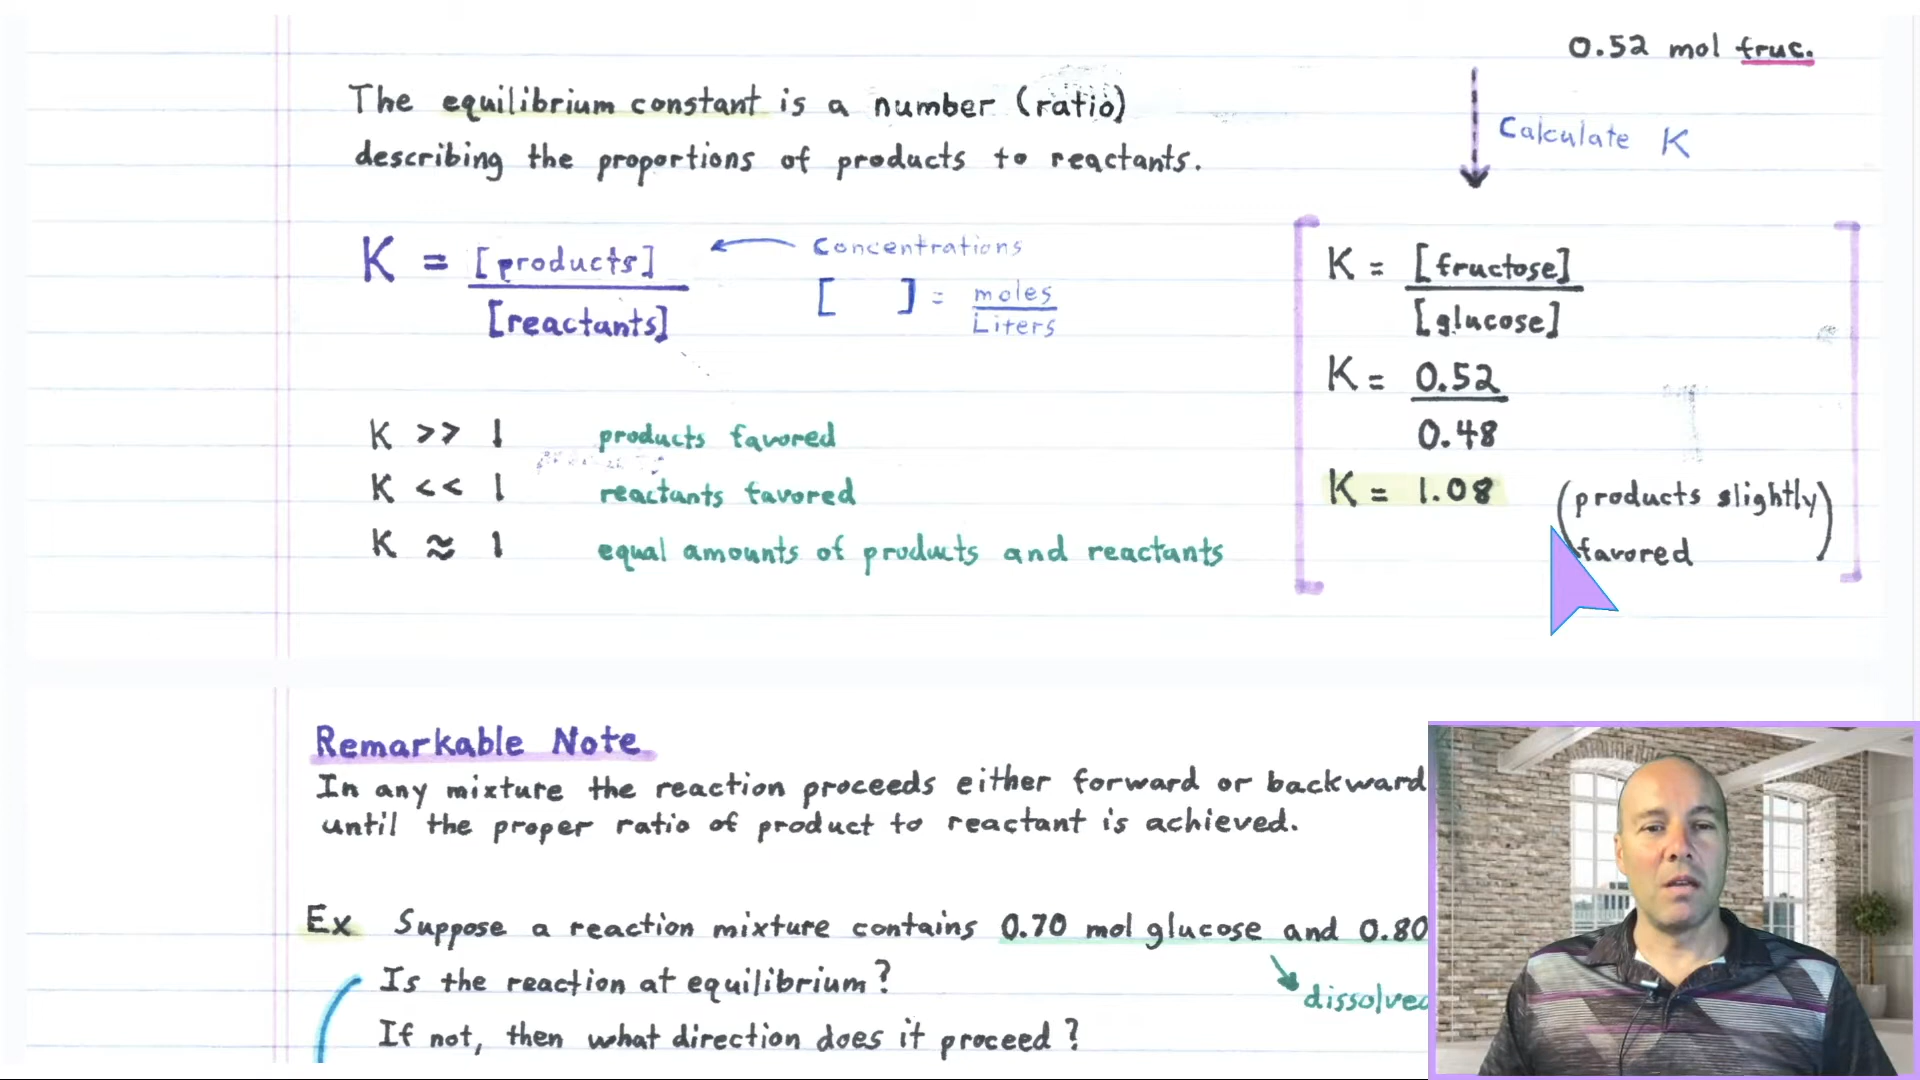 0.52 mol fruc.
Calculate K
The equilibrium constant is a number (ratio)
describing the proportions of products to reactants.
K = [products] / [reactants]
Concentrations
[ ] = moles / Liters
K >> 1 products favored
K << 1 reactants favored
K ≈ 1 equal amounts of products and reactants
K = [fructose] / [glucose]
K = 0.52 / 0.48
K = 1.08 (products slightly
favored)
Remarkable Note
In any mixture the reaction proceeds either forward or backward
until the proper ratio of product to reactant is achieved.
Ex Suppose a reaction mixture contains 0.70 mol glucose and 0.80
dissolved
Is the reaction at equilibrium?
If not, then what direction does it proceed?